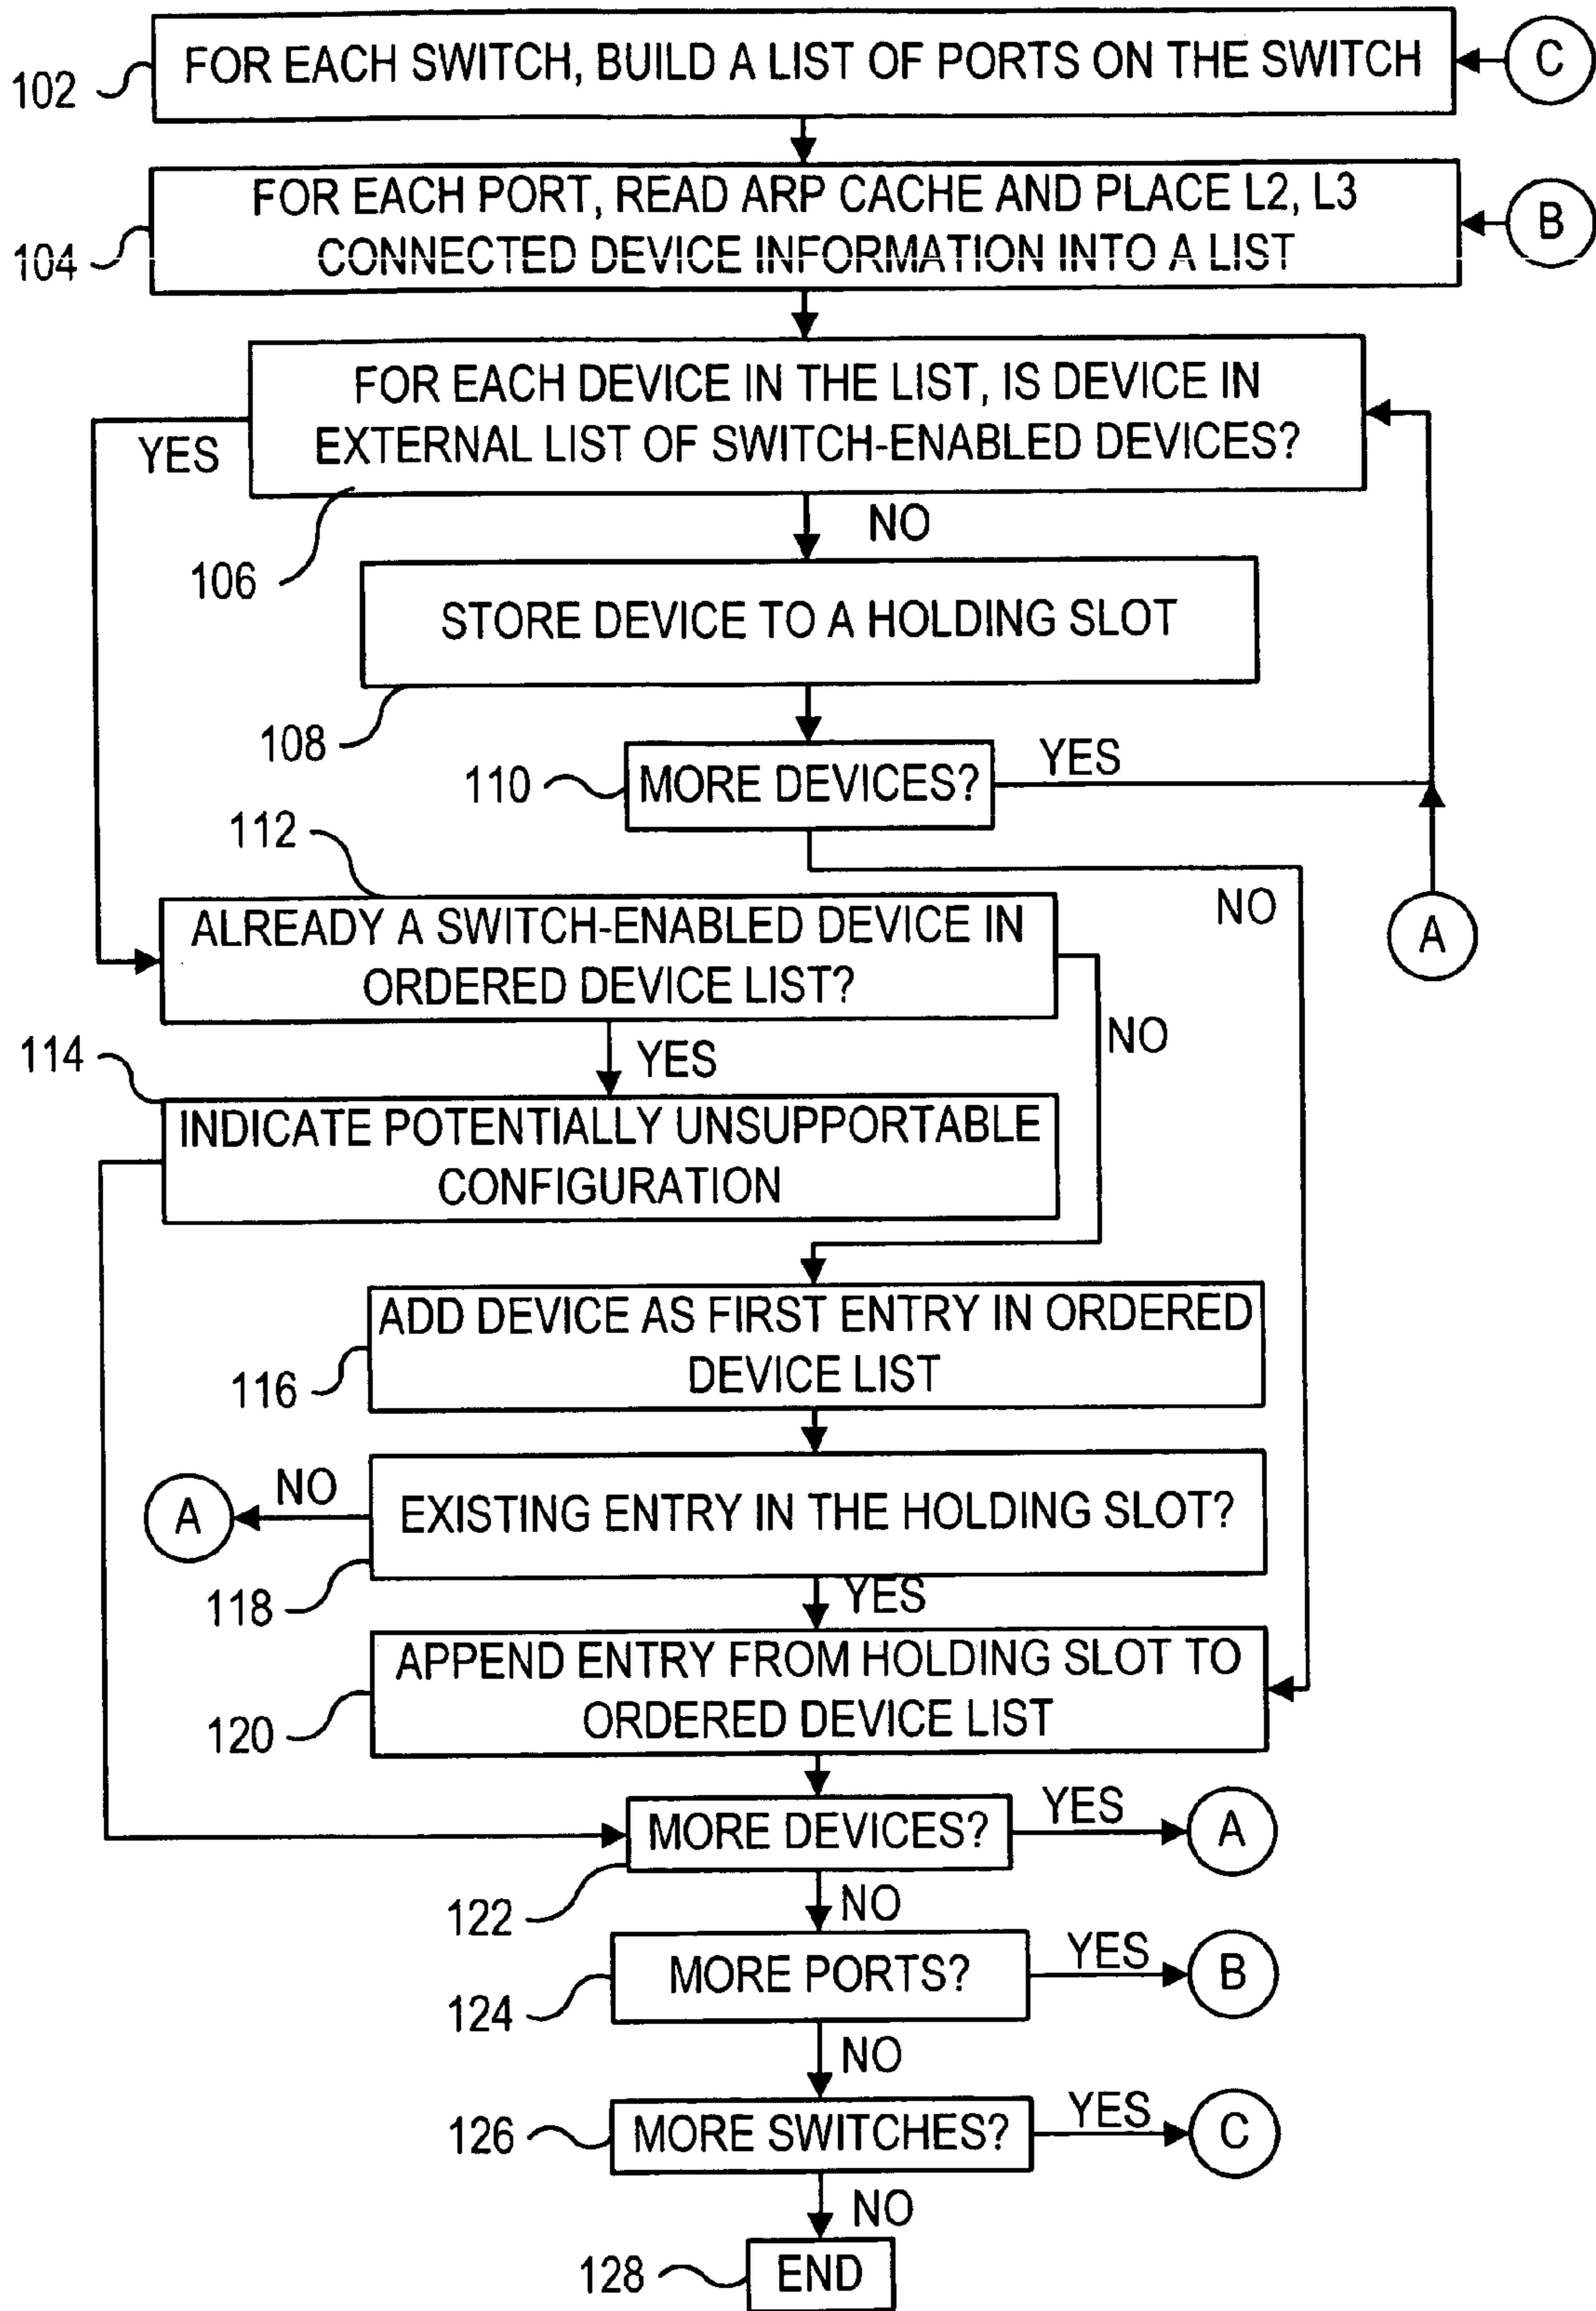 FOR EACH SWITCH, BUILD A LIST OF PORTS ON THE SWITCH
C
102
FOR EACH PORT, READ ARP CACHE AND PLACE L2, L3
CONNECTED DEVICE INFORMATION INTO A LIST
B
104
FOR EACH DEVICE IN THE LIST, IS DEVICE IN
EXTERNAL LIST OF SWITCH-ENABLED DEVICES?
YES
NO
106
STORE DEVICE TO A HOLDING SLOT
108
MORE DEVICES?
YES
110
112
NO
A
ALREADY A SWITCH-ENABLED DEVICE IN
ORDERED DEVICE LIST?
NO
YES
114
INDICATE POTENTIALLY UNSUPPORTABLE
CONFIGURATION
ADD DEVICE AS FIRST ENTRY IN ORDERED
DEVICE LIST
116
A
NO
EXISTING ENTRY IN THE HOLDING SLOT?
118
YES
APPEND ENTRY FROM HOLDING SLOT TO
ORDERED DEVICE LIST
120
MORE DEVICES?
YES
A
122
NO
MORE PORTS?
YES
B
124
NO
MORE SWITCHES?
YES
C
126
NO
128
END